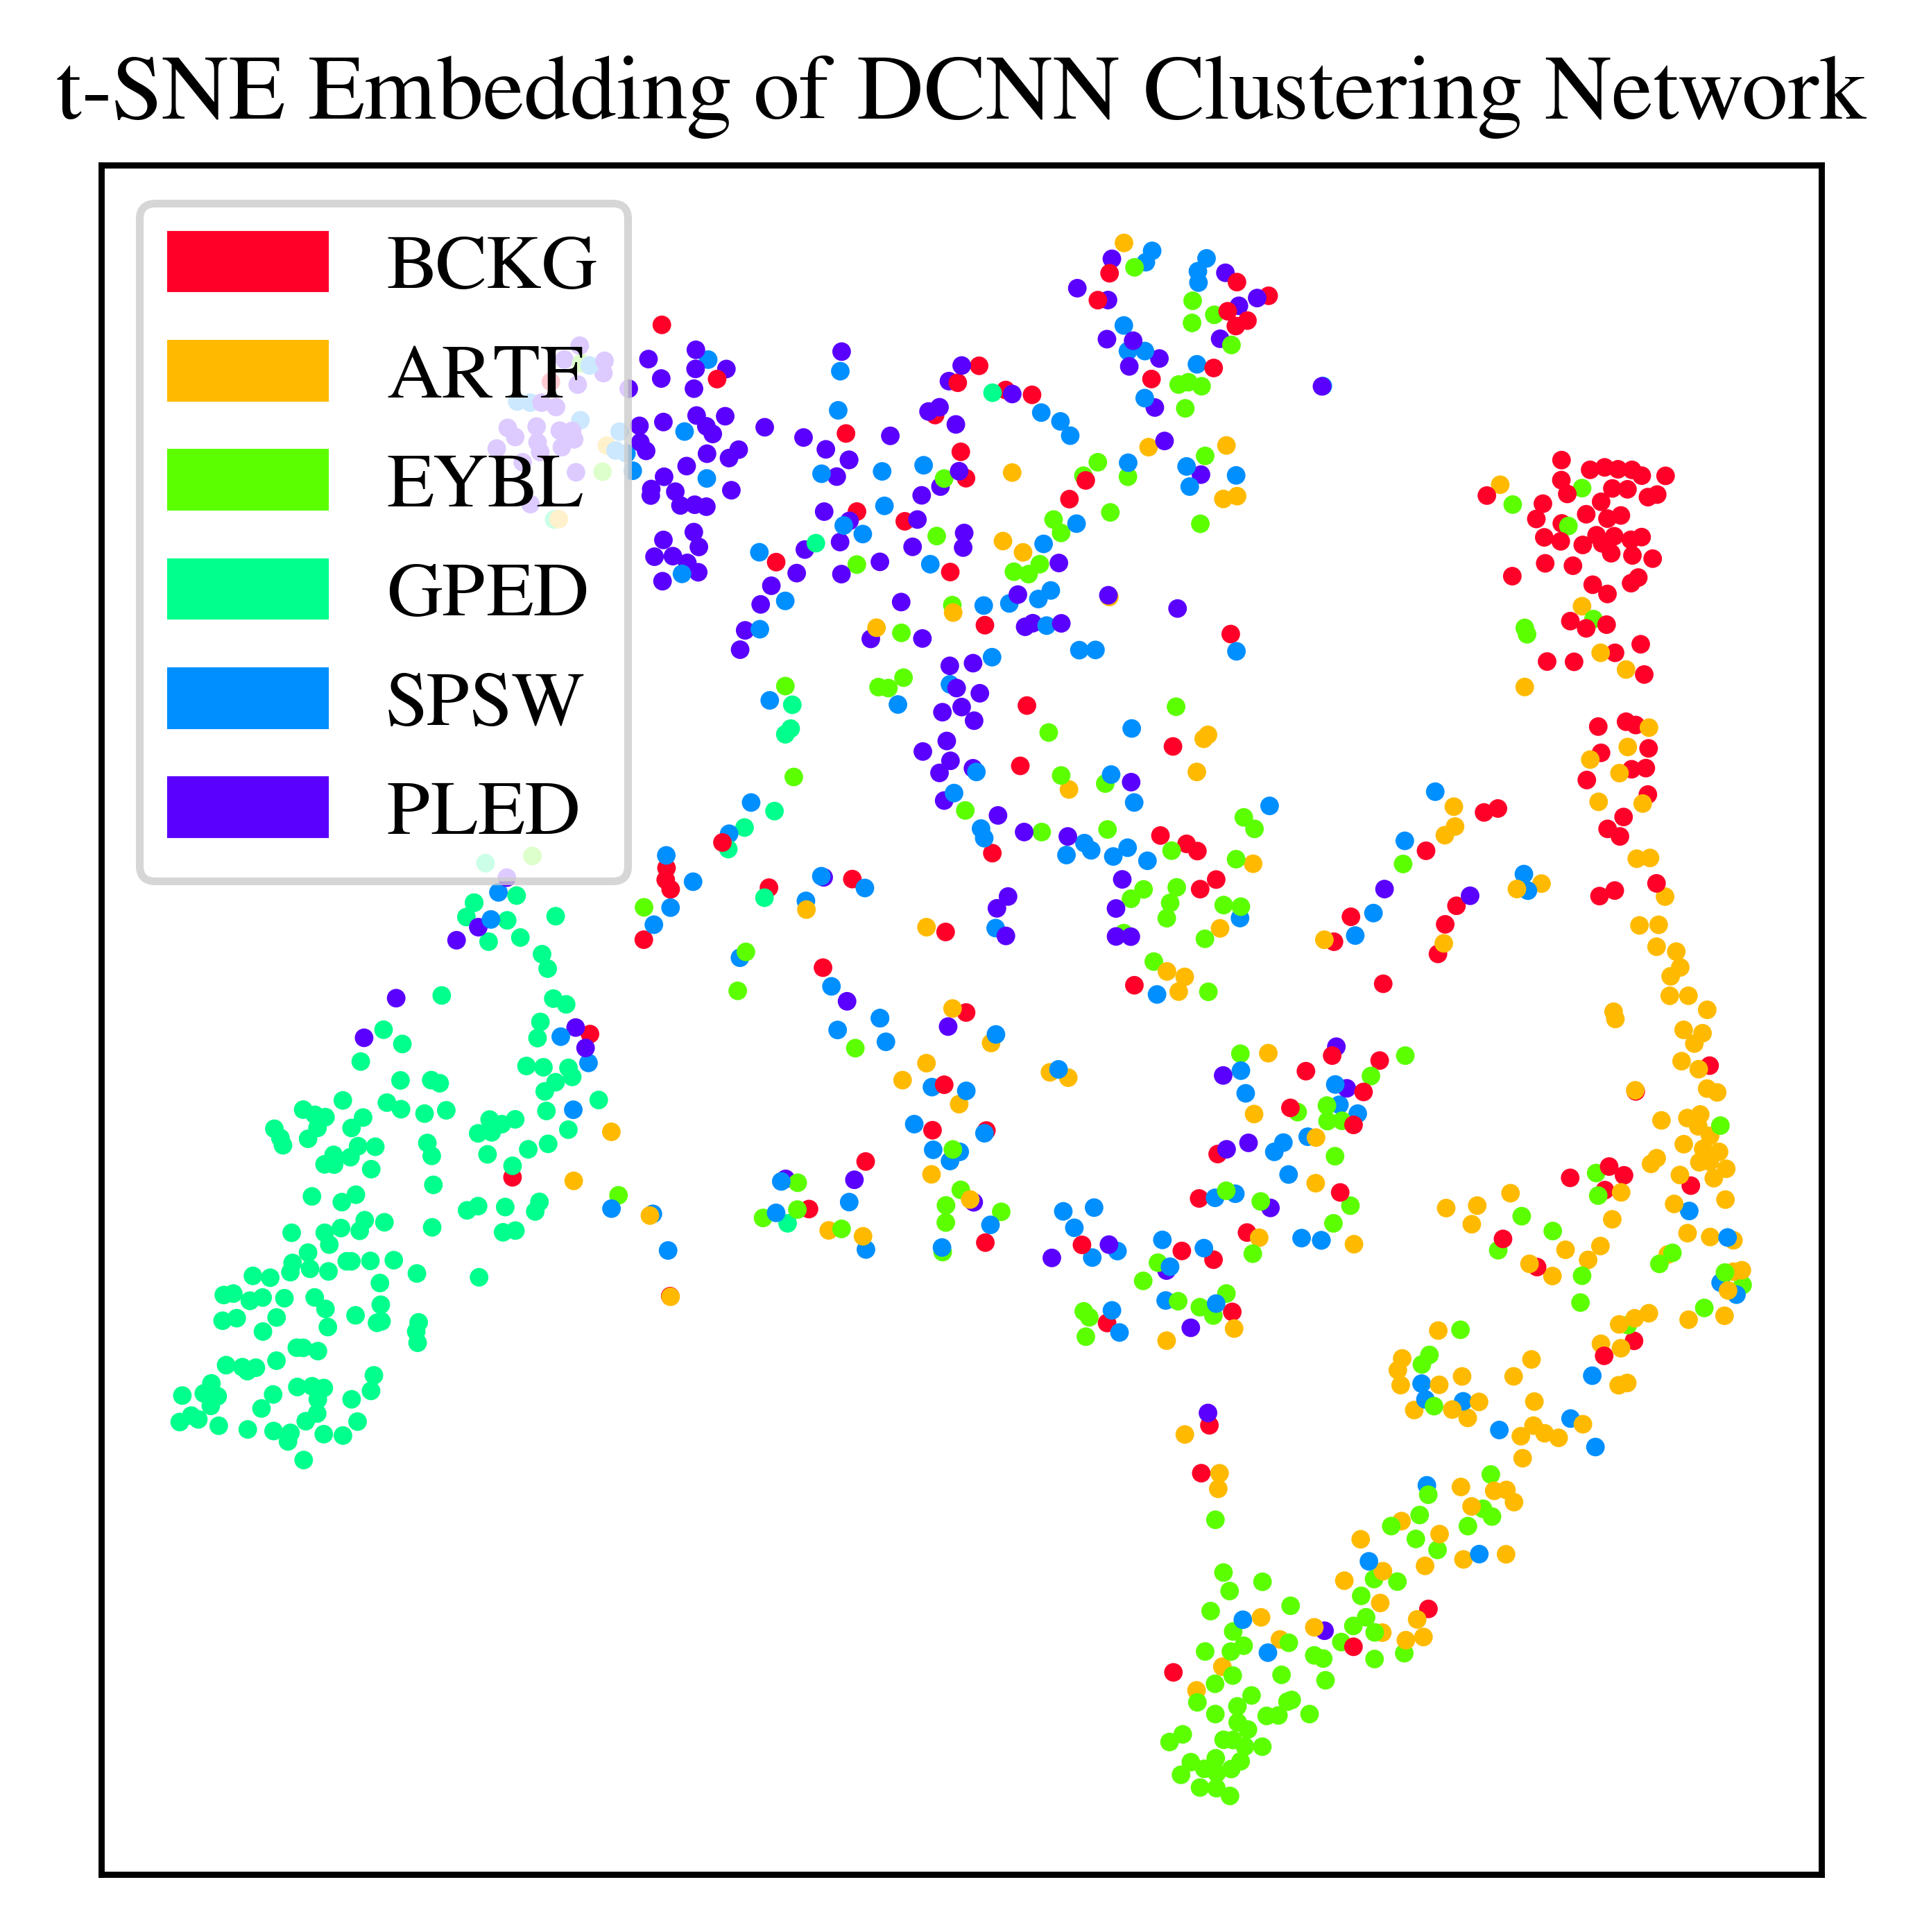 t-SNE Embedding of DCNN Clustering Network
BCKG
ARTF
EYBL
GPED
SPSW
PLED